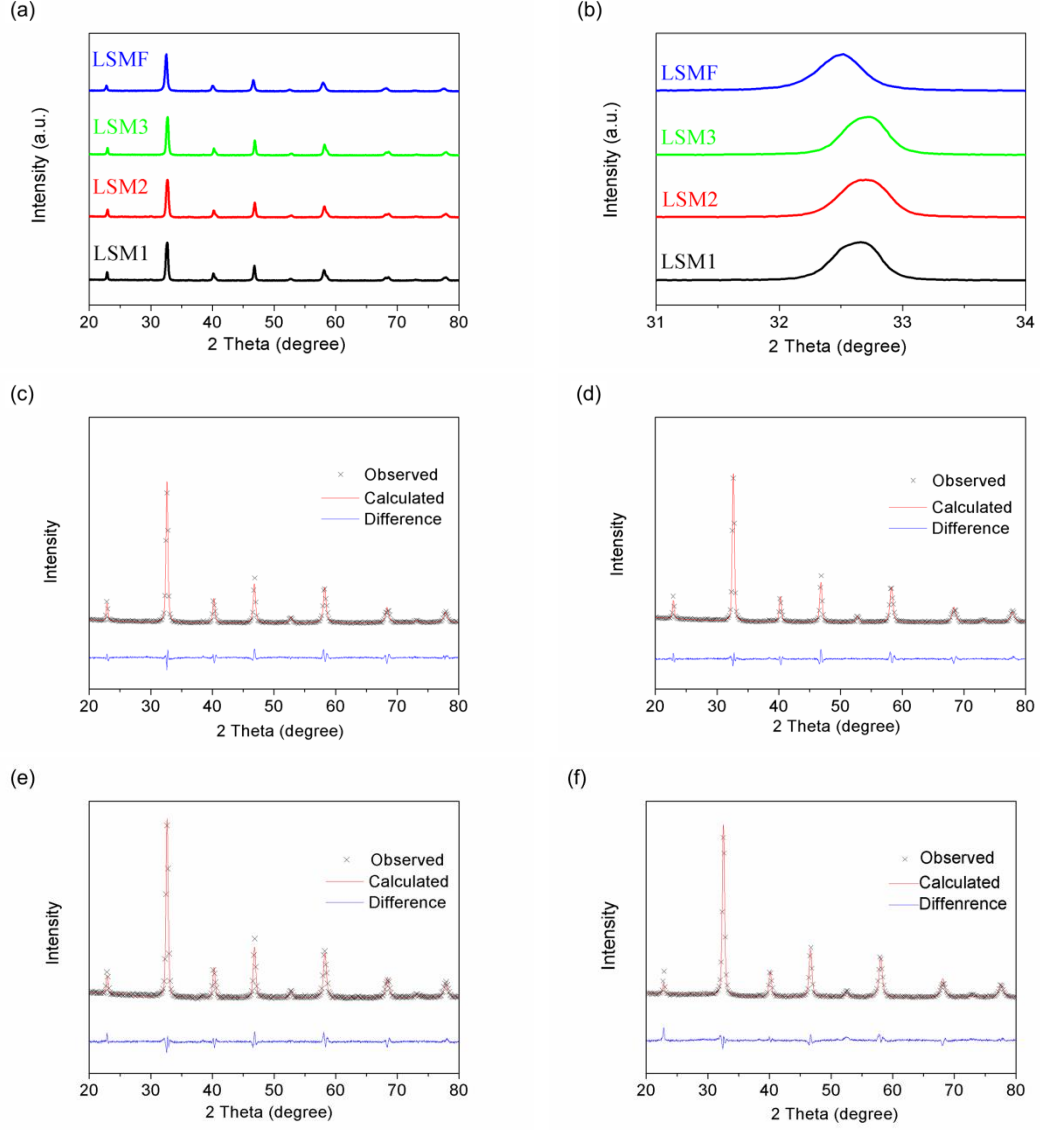 (a)
LSMF
LSM3
LSM2
LSM1
Intensity (a.u.)
20 30 40 50 60 70 80
2 Theta (degree)
(b)
LSMF
LSM3
LSM2
LSM1
Intensity (a.u.)
31 32 33 34
2 Theta (degree)
(c)
Observed
Calculated
Difference
Intensity
20 30 40 50 60 70 80
2 Theta (degree)
(d)
Observed
Calculated
Difference
Intensity
20 30 40 50 60 70 80
2 Theta (degree)
(e)
Observed
Calculated
Difference
Intensity
20 30 40 50 60 70 80
2 Theta (degree)
(f)
Observed
Calculated
Diffenrence
Intensity
20 30 40 50 60 70 80
2 Theta (degree)